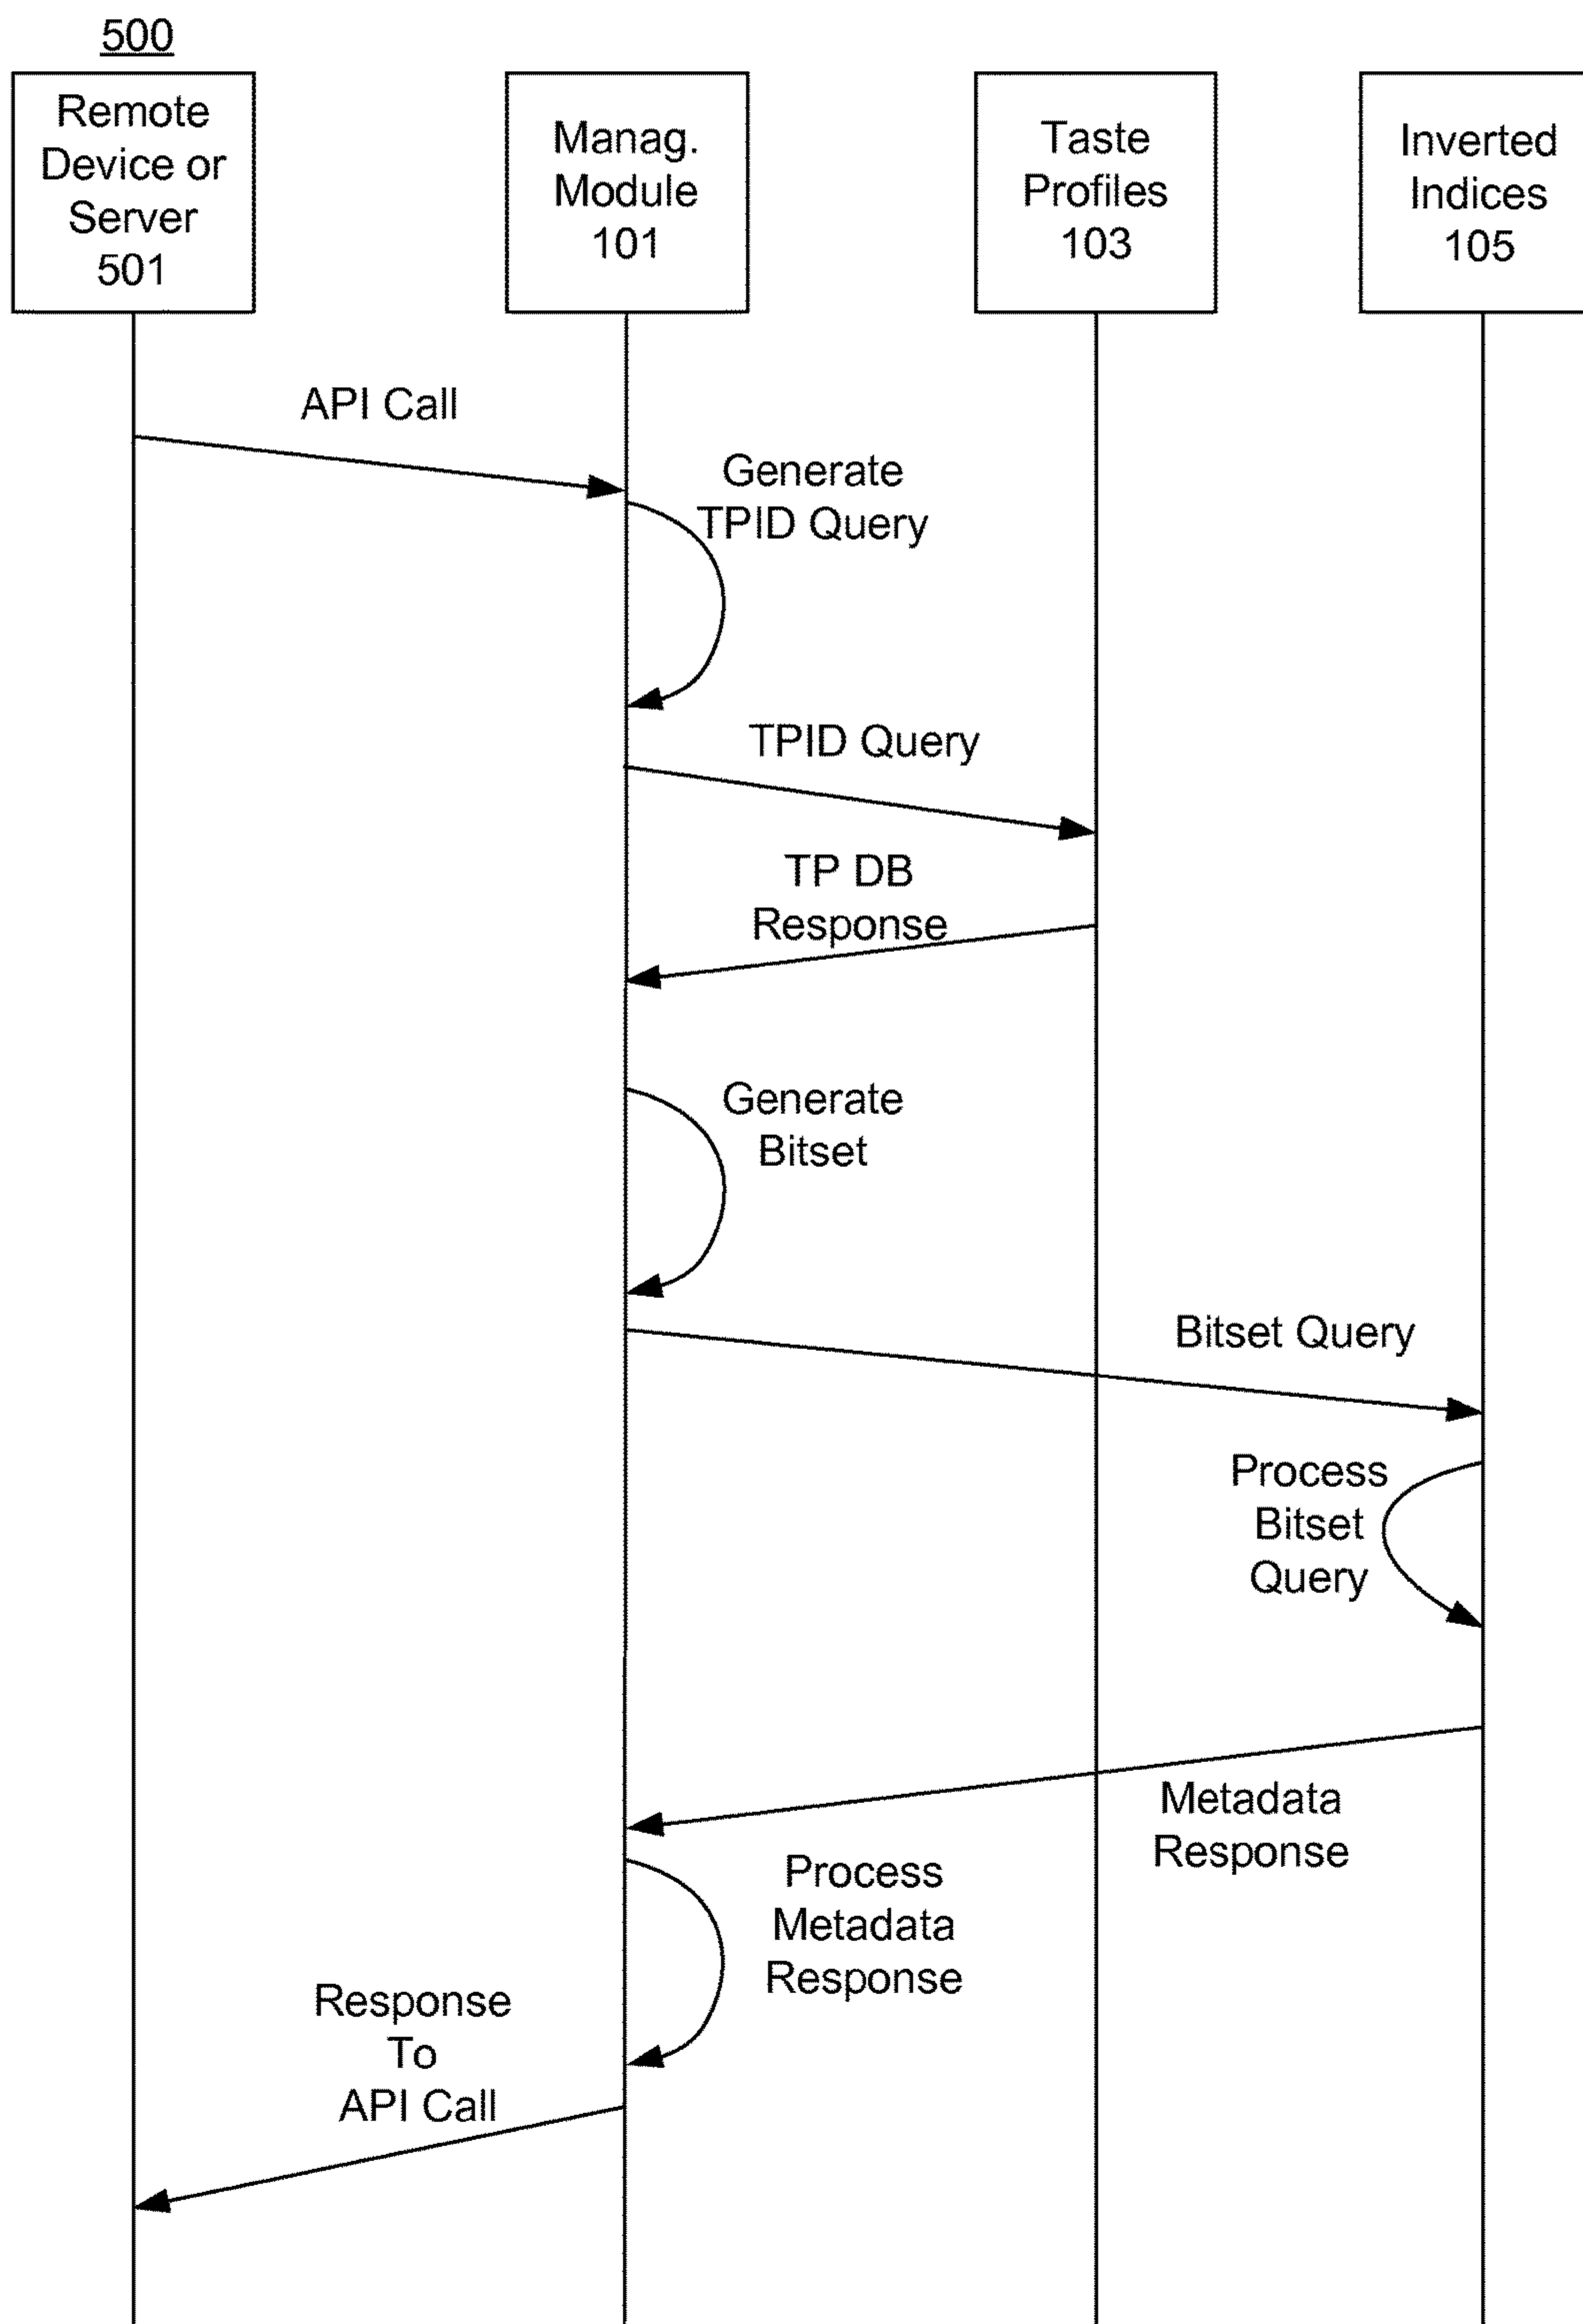 500
Remote
Device or
Server
501
Manag.
Module
101
Taste
Profiles
103
Inverted
Indices
105
API Call
Generate
TPID Query
TPID Query
TP DB
Response
Generate
Bitset
Bitset Query
Process
Bitset
Query
Metadata
Response
Process
Metadata
Response
Response
To
API Call